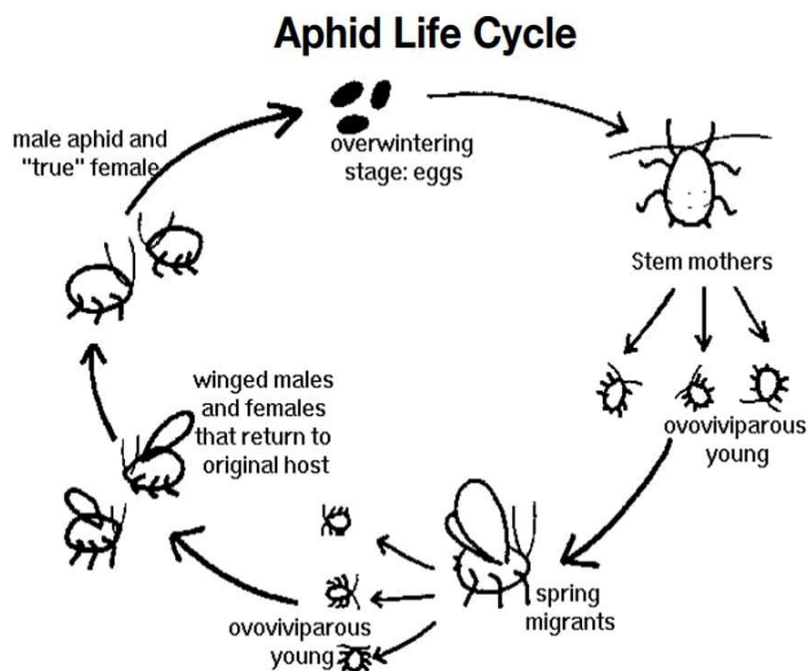 Aphid Life Cycle
male aphid and
"true" female
overwintering
stage: eggs
Stem mothers
ovoviviparous
young
winged males
and females
that return to
original host
spring
migrants
ovoviviparous
young